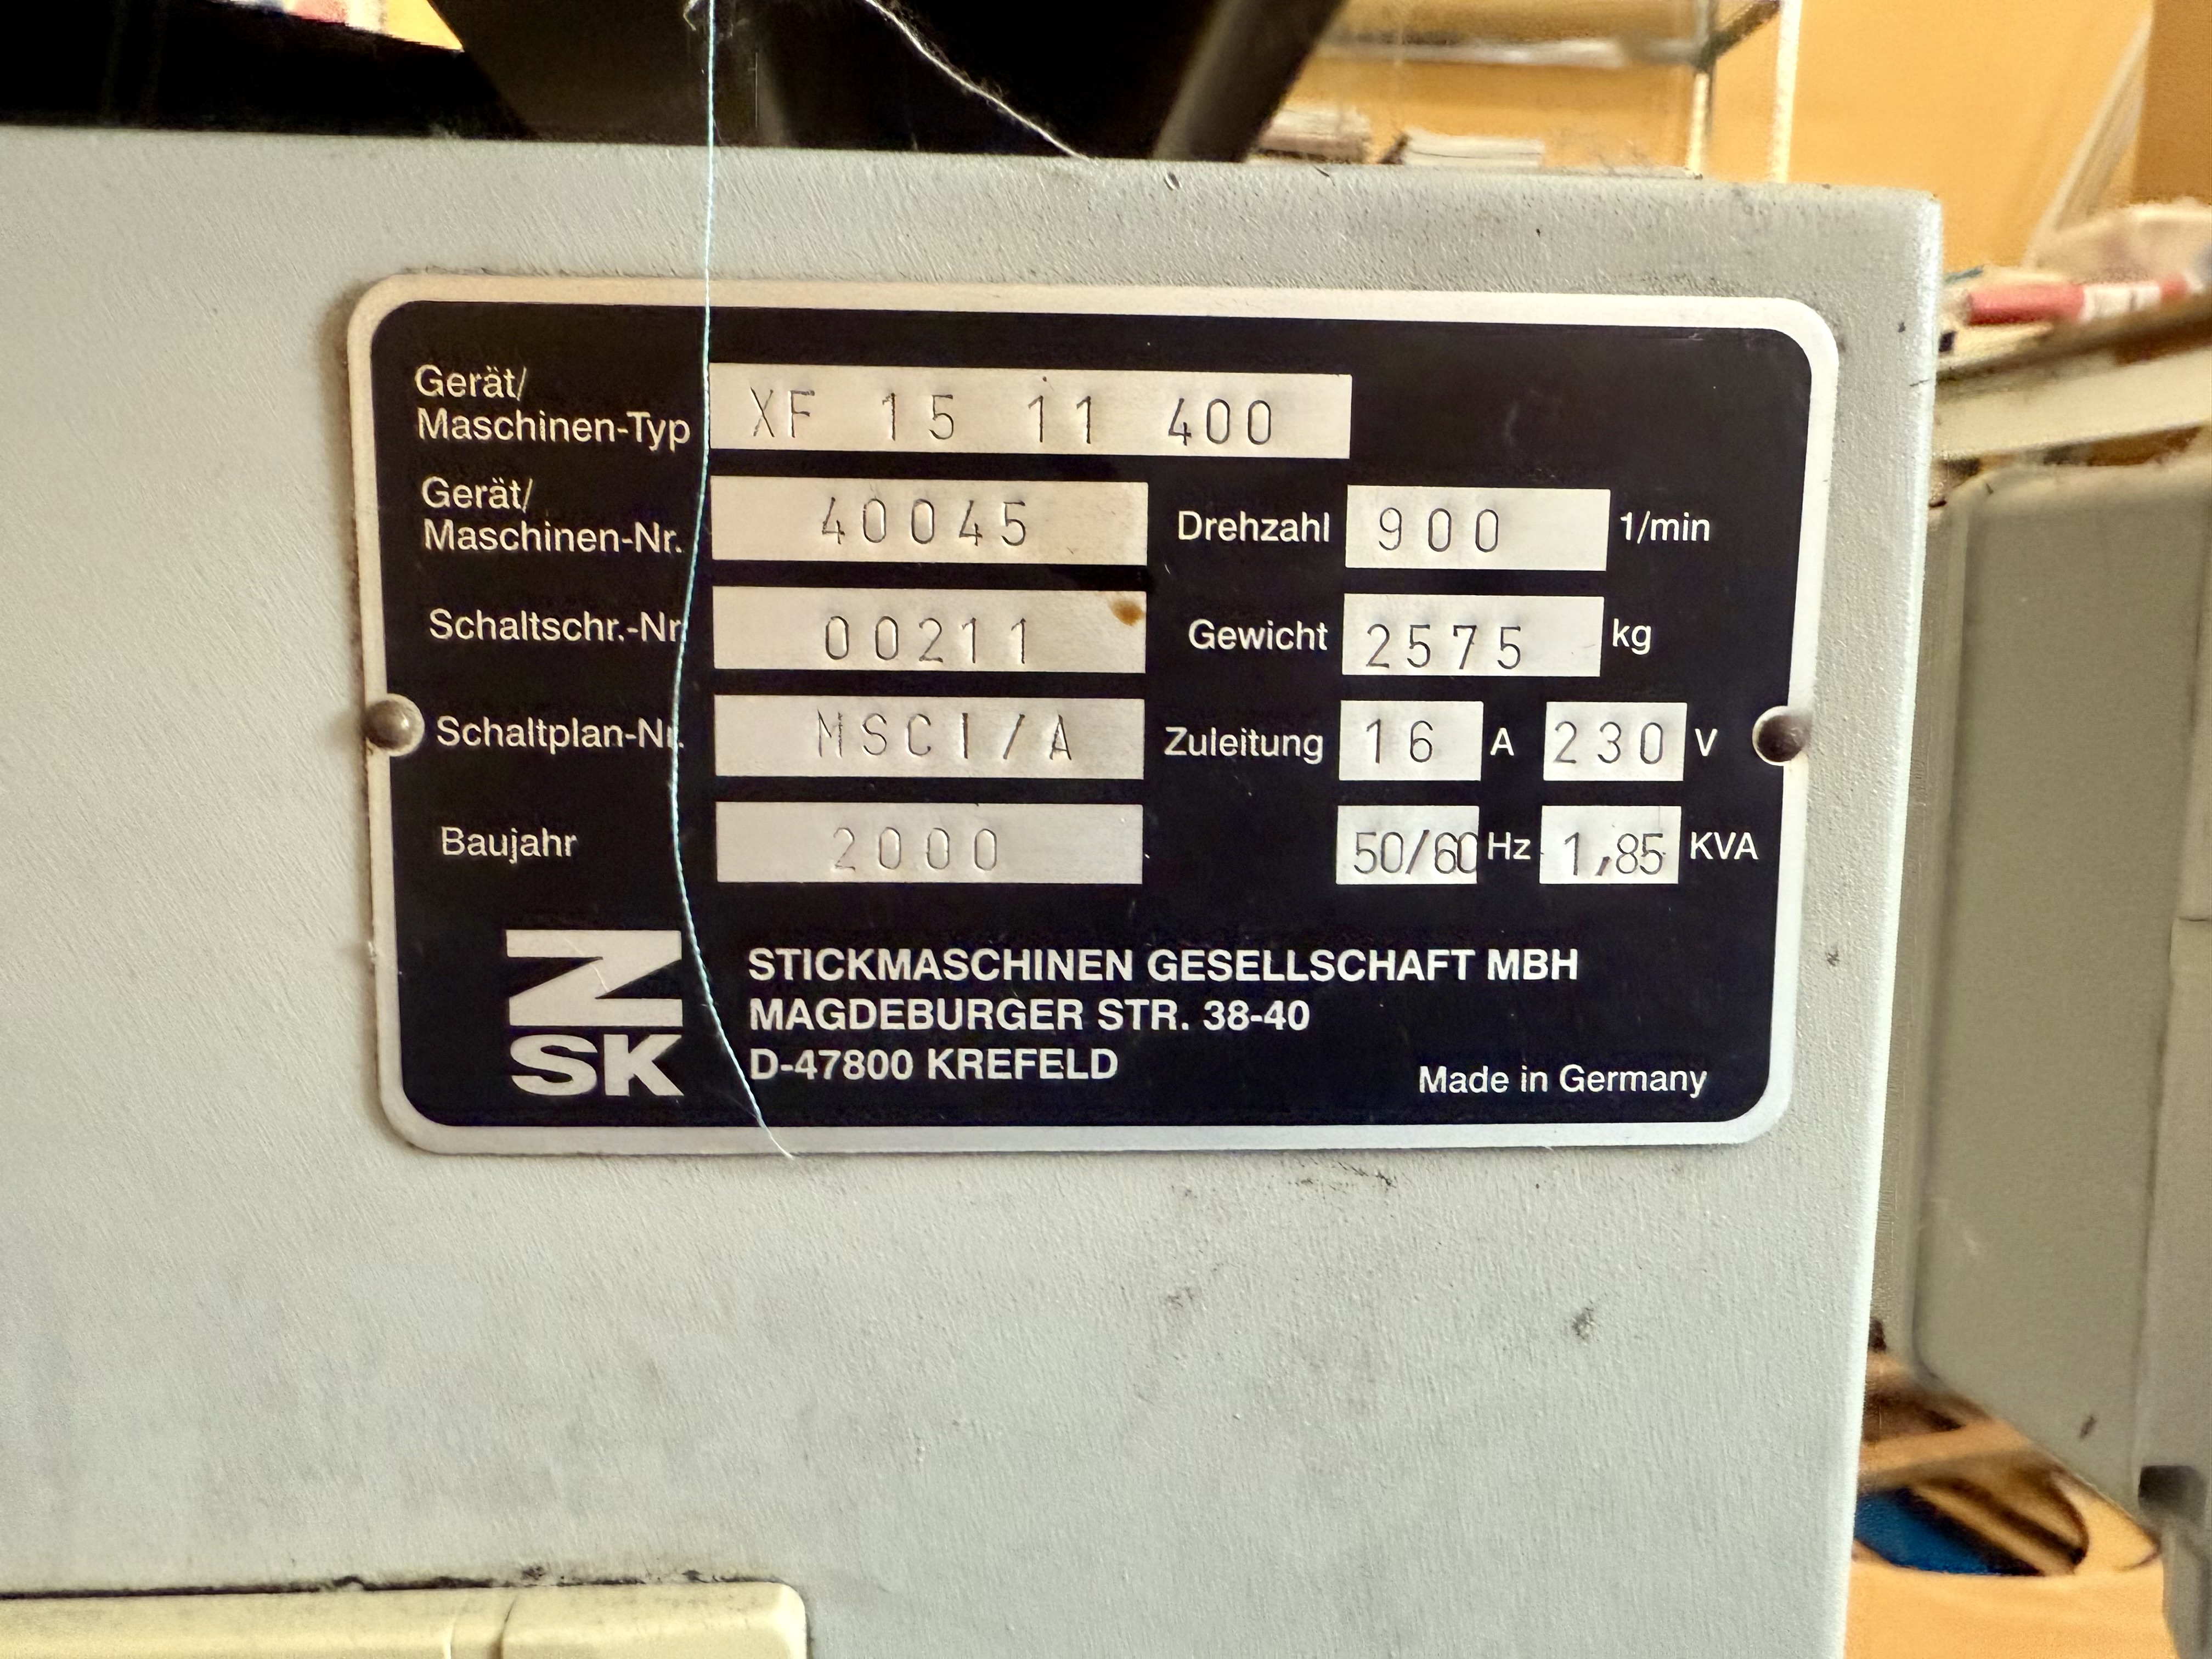 Gerät/
Maschinen-Typ XF 15 11 400
Gerät/
Maschinen-Nr. 40045 Drehzahl 900 1/min
Schaltschr.-Nr. 00211 Gewicht 2575 kg
Schaltplan-Nr. MSCI/A Zuleitung 16 A 230 V
Baujahr 2000 50/60 Hz 1,85 KVA
ZSK
STICKMASCHINEN GESELLSCHAFT MBH
MAGDEBURGER STR. 38-40
D-47800 KREFELD
Made in Germany